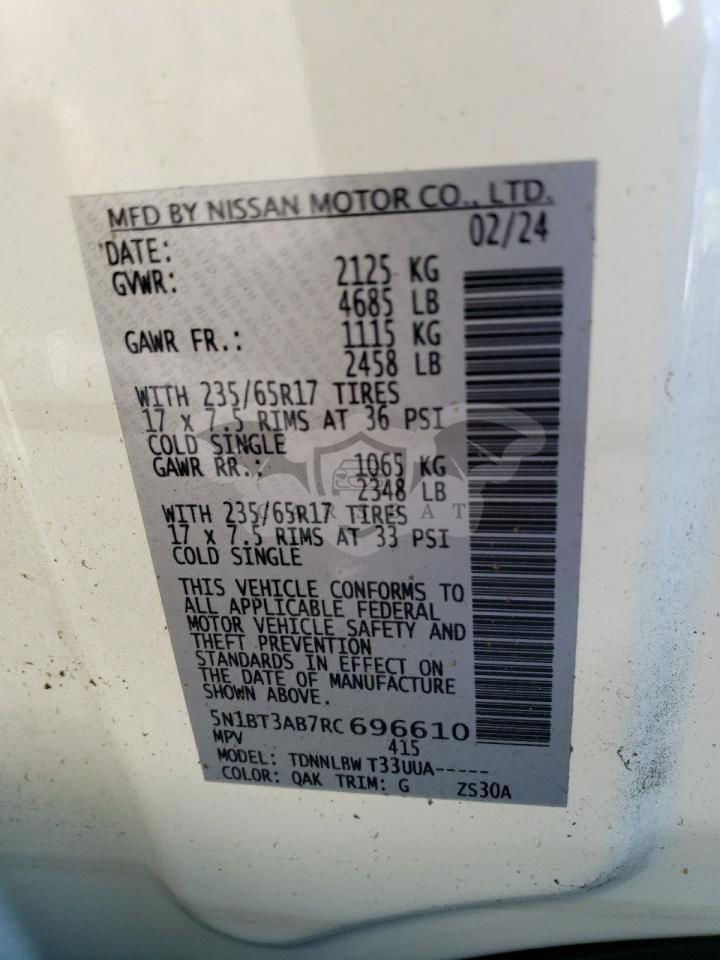 MFD BY NISSAN MOTOR CO., LTD.
DATE: 02/24
GVWR: 2125 KG
4685 LB
GAWR FR.: 1115 KG
2458 LB
WITH 235/65R17 TIRES
17 x 7.5 RIMS AT 36 PSI
COLD SINGLE
GAWR RR.: 1065 KG
2348 LB
WITH 235/65R17 TIRES
17 x 7.5 RIMS AT 33 PSI
COLD SINGLE
THIS VEHICLE CONFORMS TO
ALL APPLICABLE FEDERAL
MOTOR VEHICLE SAFETY AND
THEFT PREVENTION
STANDARDS IN EFFECT ON
THE DATE OF MANUFACTURE
SHOWN ABOVE.
5N1BT3AB7RC696610
MPV 415
MODEL: TDNNLBW T33UUA-----
COLOR: QAK TRIM: G ZS30A